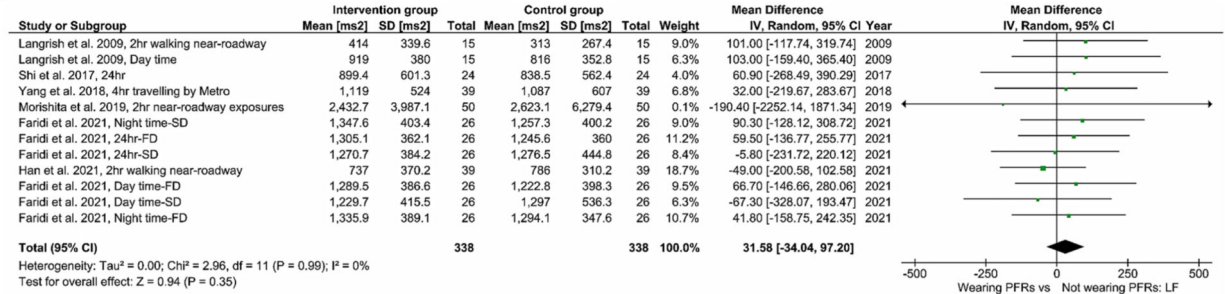 Intervention group Control group Mean Difference Mean Difference
Study or Subgroup Mean [ms2] SD [ms2] Total Mean [ms2] SD [ms2] Total Weight IV, Random, 95% CI Year IV, Random, 95% CI
Langrish et al. 2009, 2hr walking near-roadway 414 339.6 15 313 267.4 15 9.0% 101.00 [-117.74, 319.74] 2009
Langrish et al. 2009, Day time 919 380 15 816 352.8 15 6.3% 103.00 [-159.40, 365.40] 2009
Shi et al. 2017, 24hr 899.4 601.3 24 838.5 562.4 24 4.0% 60.90 [-268.49, 390.29] 2017
Yang et al. 2018, 4hr travelling by Metro 1,119 524 39 1,087 607 39 6.8% 32.00 [-219.67, 283.67] 2018
Morishita et al. 2019, 2hr near-roadway exposures 2,432.7 3,987.1 50 2,623.1 6,279.4 50 0.1% -190.40 [-2252.14, 1871.34] 2019
Faridi et al. 2021, Night time-SD 1,347.6 403.4 26 1,257.3 400.2 26 9.0% 90.30 [-128.12, 308.72] 2021
Faridi et al. 2021, 24hr-FD 1,305.1 362.1 26 1,245.6 360 26 11.2% 59.50 [-136.77, 255.77] 2021
Faridi et al. 2021, 24hr-SD 1,270.7 384.2 26 1,276.5 444.8 26 8.4% -5.80 [-231.72, 220.12] 2021
Han et al. 2021, 2hr walking near-roadway 737 370.2 39 786 310.2 39 18.7% -49.00 [-200.58, 102.58] 2021
Faridi et al. 2021, Day time-FD 1,289.5 386.6 26 1,222.8 398.3 26 9.5% 66.70 [-146.66, 280.06] 2021
Faridi et al. 2021, Day time-SD 1,229.7 415.5 26 1,297 536.3 26 6.3% -67.30 [-328.07, 193.47] 2021
Faridi et al. 2021, Night time-FD 1,335.9 389.1 26 1,294.1 347.6 26 10.7% 41.80 [-158.75, 242.35] 2021
Total (95% CI) 338 338 100.0% 31.58 [-34.04, 97.20]
Heterogeneity: Tau² = 0.00; Chi² = 2.96, df = 11 (P = 0.99); I² = 0%
Test for overall effect: Z = 0.94 (P = 0.35)
-500 -250 0 250 500
Wearing PFRs vs Not wearing PFRs: LF